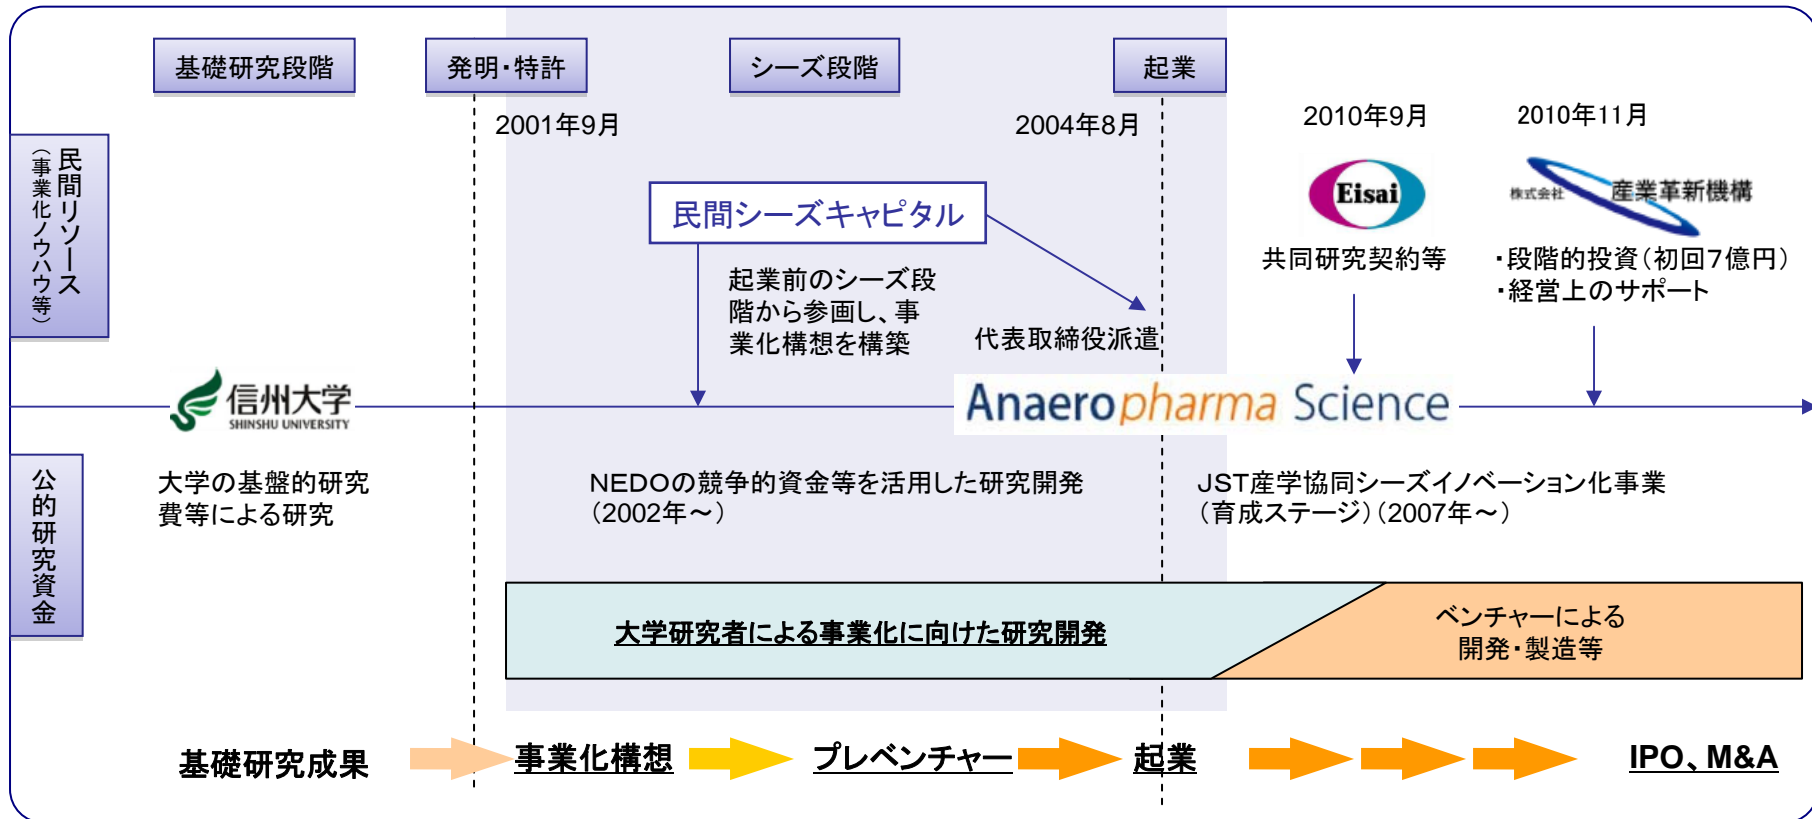 基礎研究段階
発明・特許
シーズ段階
起業
2001年9月
2004年8月
2010年9月
2010年11月
民間リソース
（事業化ノウハウ等）
民間シーズキャピタル
Eisai
株式会社 産業革新機構
共同研究契約等
・段階的投資（初回７億円）
・経営上のサポート
起業前のシーズ段
階から参画し、事
業化構想を構築
代表取締役派遣
信州大学
SHINSHU UNIVERSITY
Anaeropharma Science
公的研究資金
大学の基盤的研究
費等による研究
NEDOの競争的資金等を活用した研究開発
（2002年～）
JST産学協同シーズイノベーション化事業
（育成ステージ）（2007年～）
大学研究者による事業化に向けた研究開発
ベンチャーによる
開発・製造等
基礎研究成果
事業化構想
プレベンチャー
起業
IPO、M&A